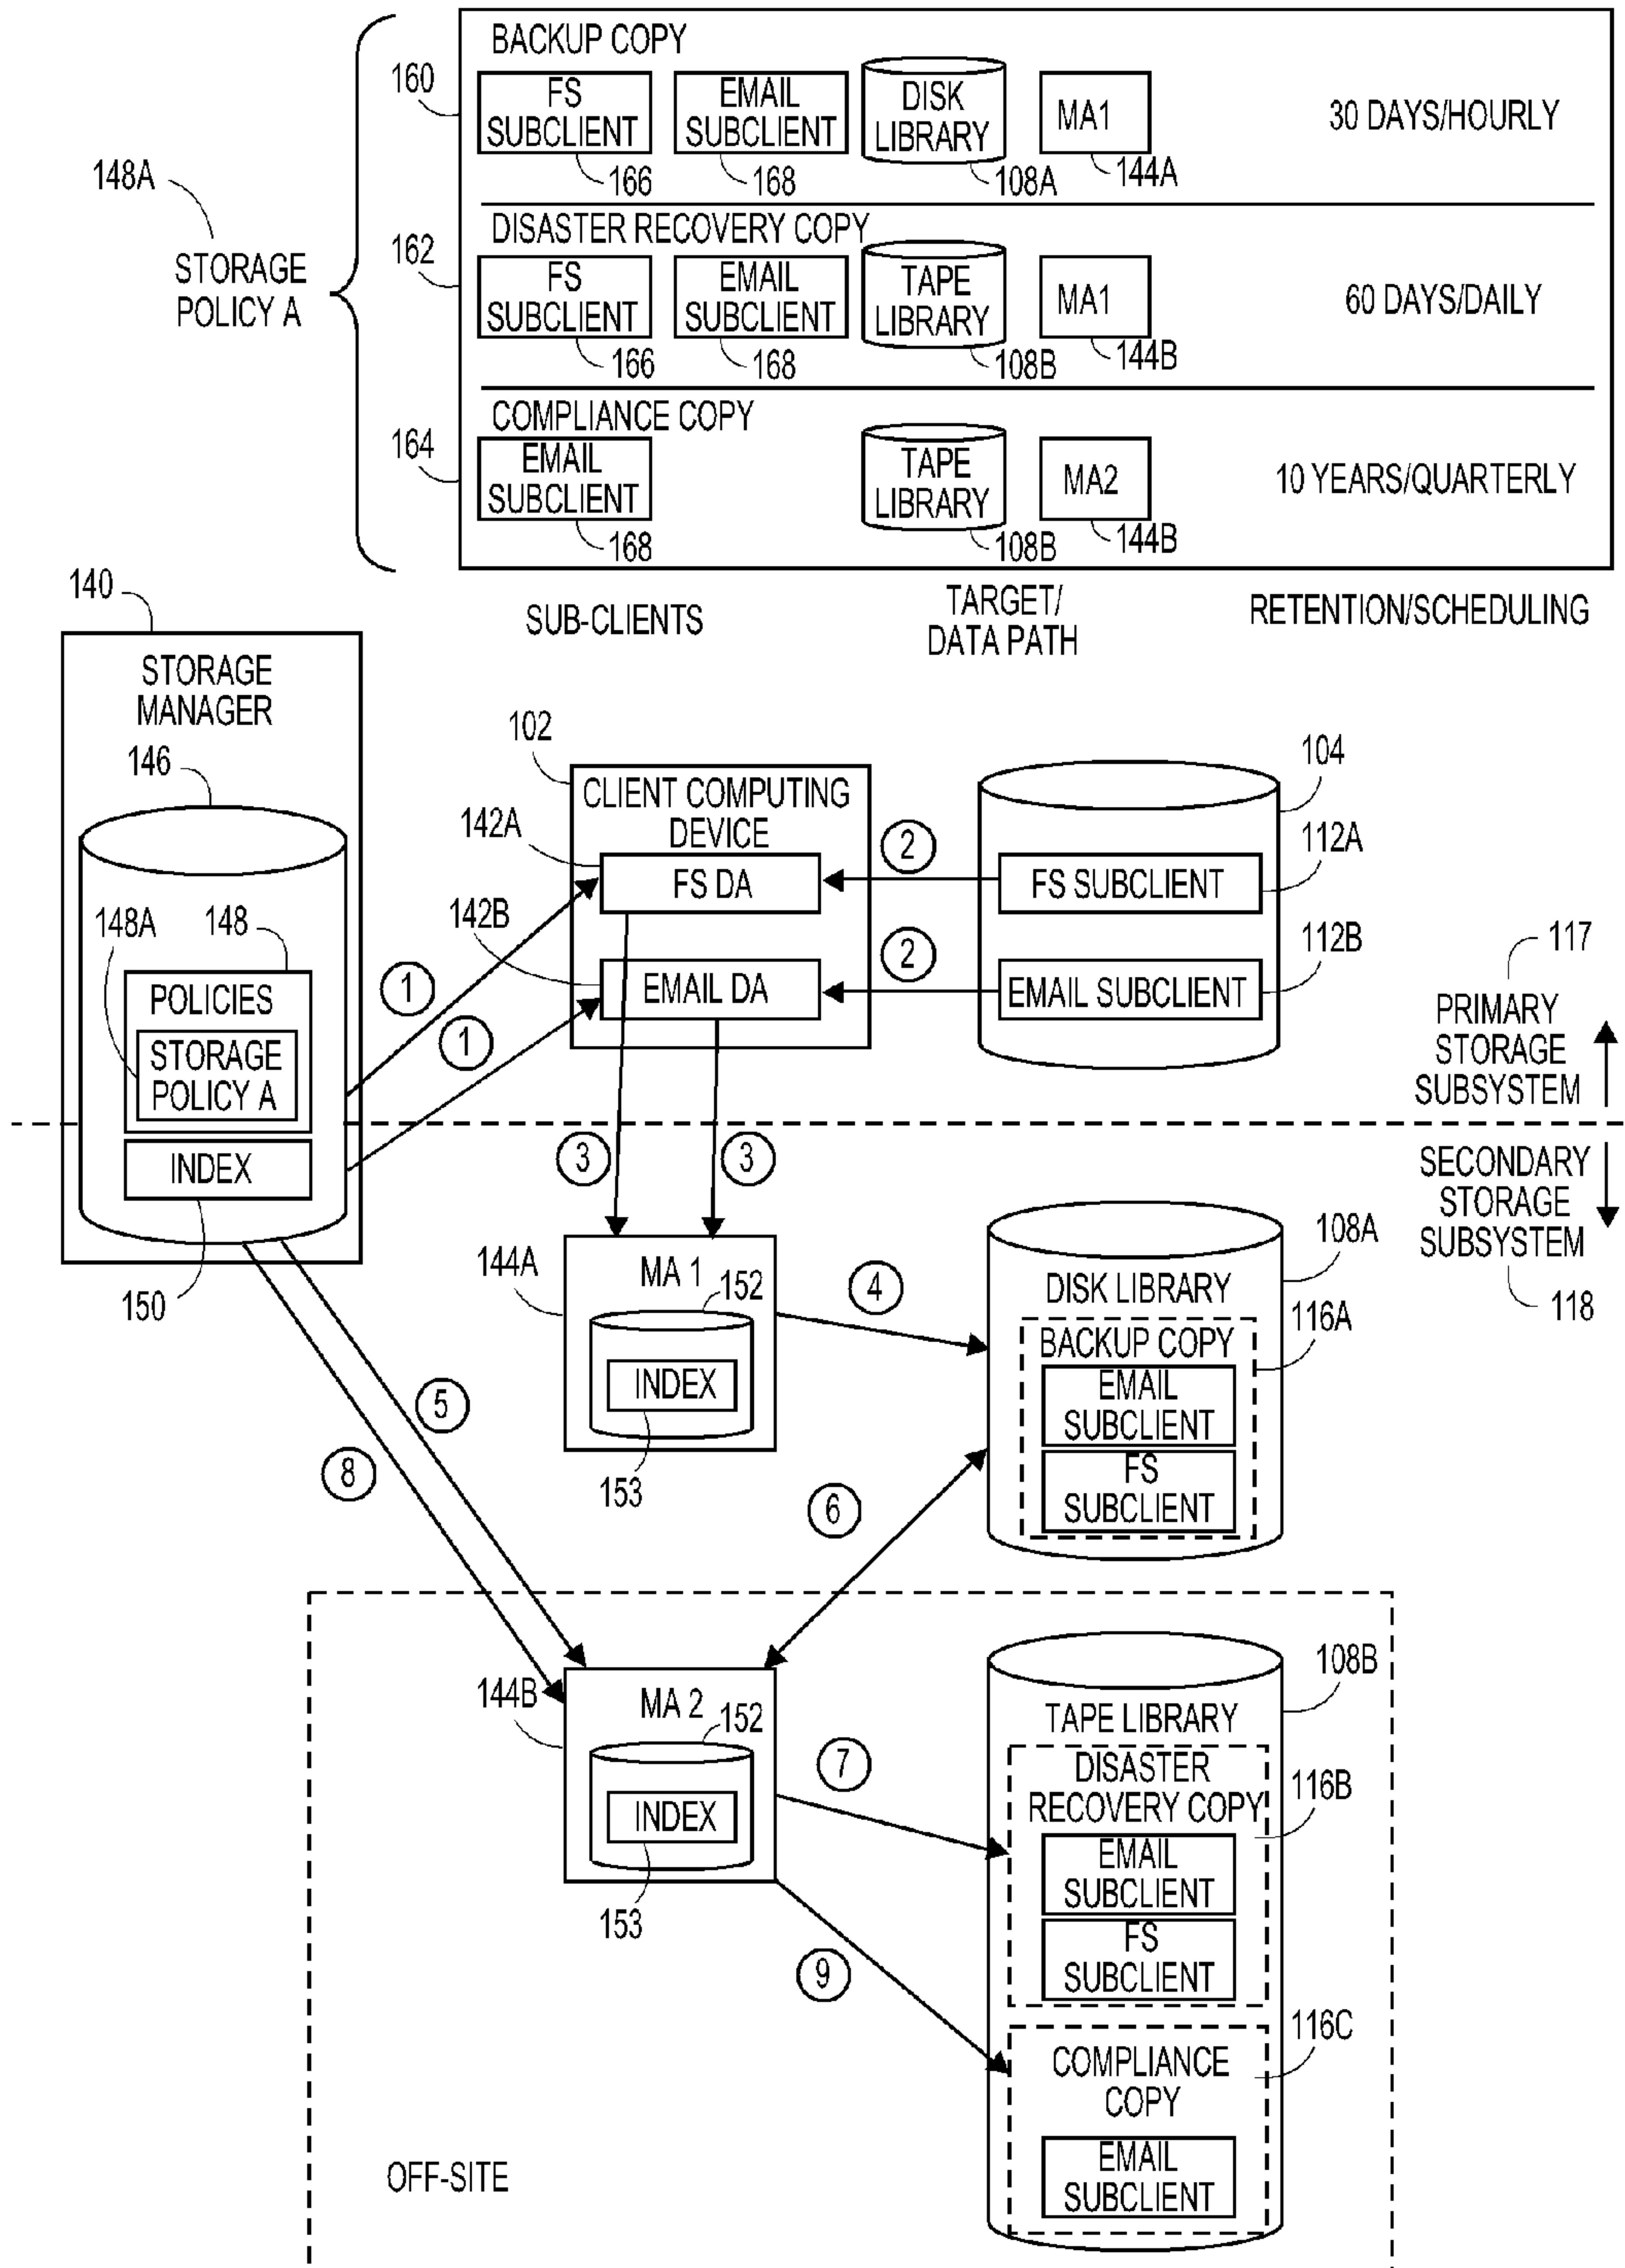 BACKUP COPY
160
FS
SUBCLIENT
166
EMAIL
SUBCLIENT
168
DISK
LIBRARY
108A
MA1
144A
30 DAYS/HOURLY
148A
STORAGE
POLICY A
DISASTER RECOVERY COPY
162
FS
SUBCLIENT
166
EMAIL
SUBCLIENT
168
TAPE
LIBRARY
108B
MA1
144B
60 DAYS/DAILY
COMPLIANCE COPY
164
EMAIL
SUBCLIENT
168
TAPE
LIBRARY
108B
MA2
144B
10 YEARS/QUARTERLY
SUB-CLIENTS
TARGET/
DATA PATH
RETENTION/SCHEDULING
140
STORAGE
MANAGER
146
148A
148
POLICIES
STORAGE
POLICY A
INDEX
150
102
CLIENT COMPUTING
DEVICE
142A
FS DA
142B
EMAIL DA
104
FS SUBCLIENT
112A
EMAIL SUBCLIENT
112B
1
1
2
2
117
PRIMARY
STORAGE
SUBSYSTEM
SECONDARY
STORAGE
SUBSYSTEM
118
3
3
144A
MA 1
152
INDEX
153
4
108A
DISK LIBRARY
BACKUP COPY
116A
EMAIL
SUBCLIENT
FS
SUBCLIENT
5
8
6
144B
MA 2
152
INDEX
153
7
9
108B
TAPE LIBRARY
DISASTER
RECOVERY COPY
116B
EMAIL
SUBCLIENT
FS
SUBCLIENT
116C
COMPLIANCE
COPY
EMAIL
SUBCLIENT
OFF-SITE